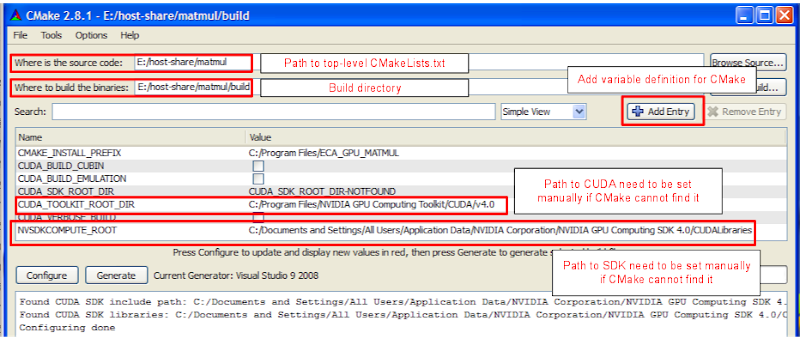 CMake 2.8.1 - E:/host-share/matmul/build
File Tools Options Help
Where is the source code: E:/host-share/matmul Path to top-level CMakeLists.txt Browse Source...
Where to build the binaries: E:/host-share/matmul/build Build directory
Add variable definition for CMake
Search: Simple View Add Entry Remove Entry
Name Value
CMAKE_INSTALL_PREFIX C:/Program Files/ECA_GPU_MATMUL
CUDA_BUILD_CUBIN
CUDA_BUILD_EMULATION
CUDA_SDK_ROOT_DIR CUDA_SDK_ROOT_DIR-NOTFOUND
CUDA_TOOLKIT_ROOT_DIR C:/Program Files/NVIDIA GPU Computing Toolkit/CUDA/v4.0
CUDA_VERBOSE_BUILD
NVSDKCOMPUTE_ROOT C:/Documents and Settings/All Users/Application Data/NVIDIA Corporation/NVIDIA GPU Computing SDK 4.0/CUDALibraries
Path to CUDA need to be set
manually if CMake cannot find it
Press Configure to update and display new values in red, then press Generate to generate
Configure Generate Current Generator: Visual Studio 9 2008
Path to SDK need to be set manually
if CMake cannot find it
Found CUDA SDK include path: C:/Documents and Settings/All Users/Application Data/NVIDIA Corporation/NVIDIA GPU Computing SDK 4.
Found CUDA SDK libraries: C:/Documents and Settings/All Users/Application Data/NVIDIA Corporation/NVIDIA GPU Computing SDK 4.0/C
Configuring done